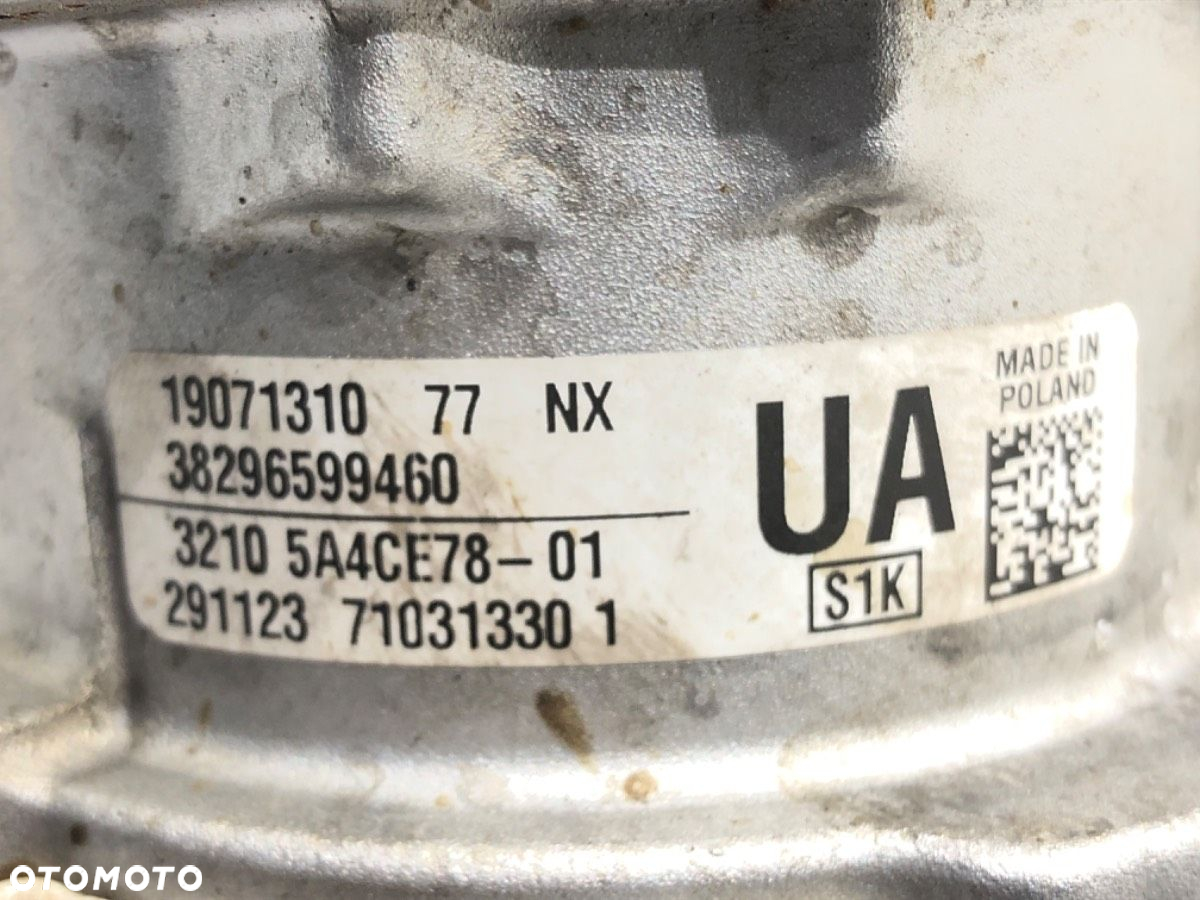 19071310 77 NX
38296599460
3210 5A4CE78-01
291123 71031330 1
UA
S1K
MADE IN
POLAND
OTOMOTO